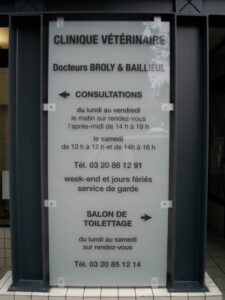 CLINIQUE VÉTÉRINAIRE
Docteurs BROLY & BAILLIEUL
CONSULTATIONS
du lundi au vendredi
le matin sur rendez-vous
l'après-midi de 14 h à 19 h
le samedi
de 10 h à 12 h et de 14h à 16h
Tél. 03 20 86 12 91
week-end et jours fériés
service de garde
SALON DE
TOILETTAGE
du lundi au samedi
sur rendez-vous
Tél. 03 20 85 12 14